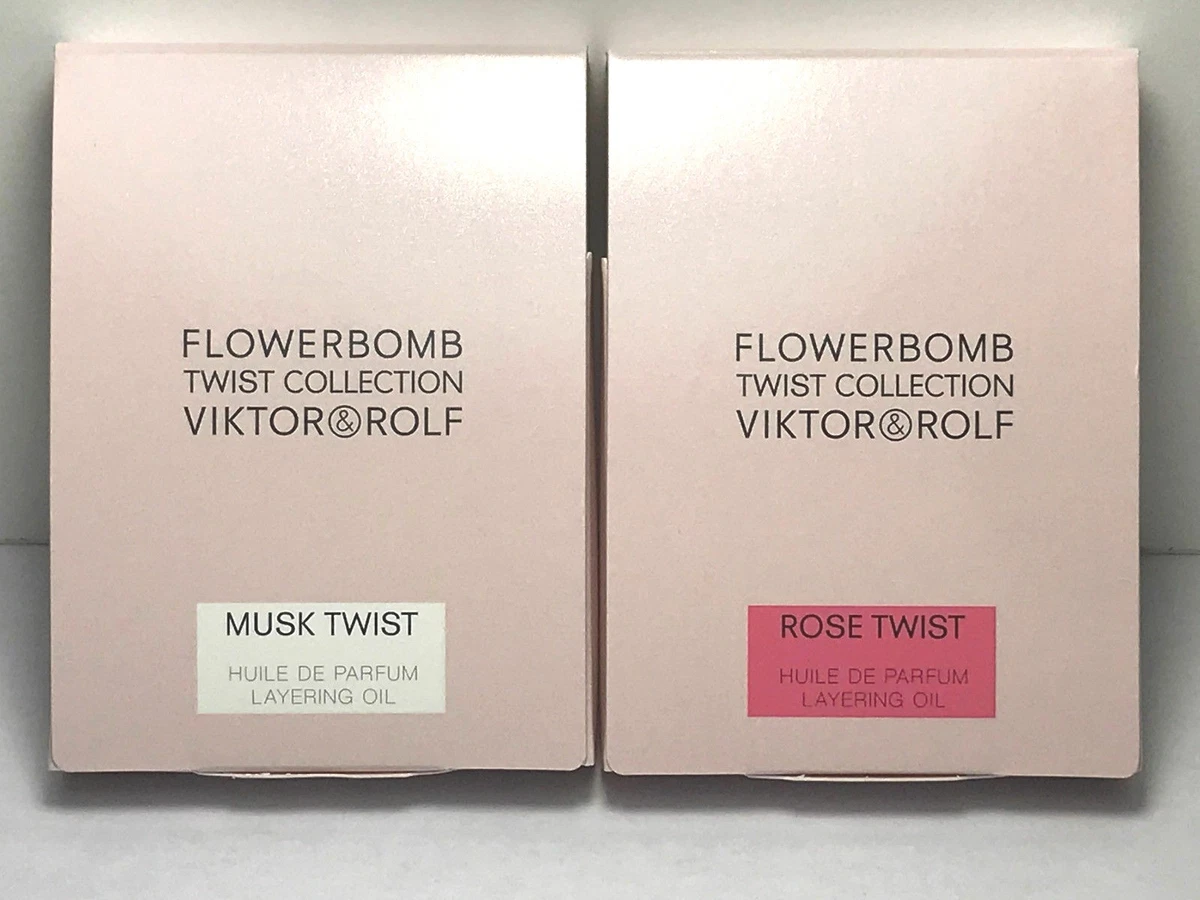 FLOWERBOMB
TWIST COLLECTION
VIKTOR&ROLF
MUSK TWIST
HUILE DE PARFUM
LAYERING OIL
FLOWERBOMB
TWIST COLLECTION
VIKTOR&ROLF
ROSE TWIST
HUILE DE PARFUM
LAYERING OIL